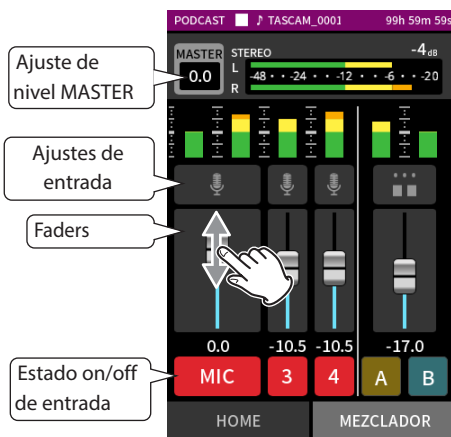 PODCAST ♪ TASCAM_0001 99h 59m 59s
MASTER STEREO -4 dB
0.0
L
-48 · · -24 · · -12 · · -6 · · -20
R
Ajuste de
nivel MASTER
Ajustes de
entrada
Faders
0.0 -10.5 -10.5 -17.0
Estado on/off
de entrada
MIC 3 4 A B
HOME MEZCLADOR